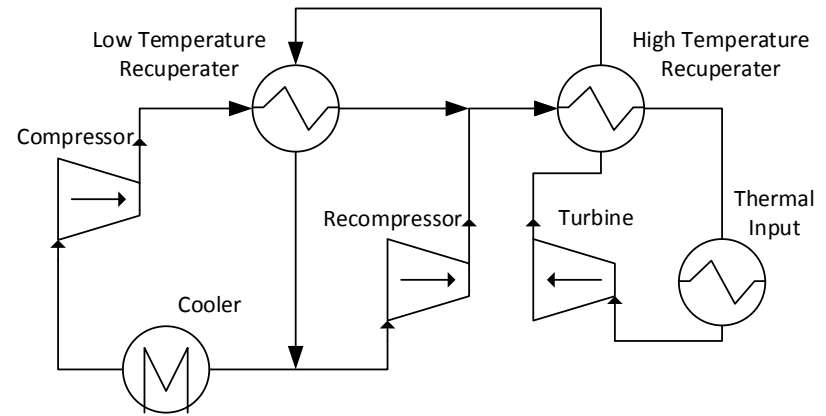 Low Temperature
Recuperater
High Temperature
Recuperater
Compressor
Thermal
Input
Recompressor
Turbine
Cooler